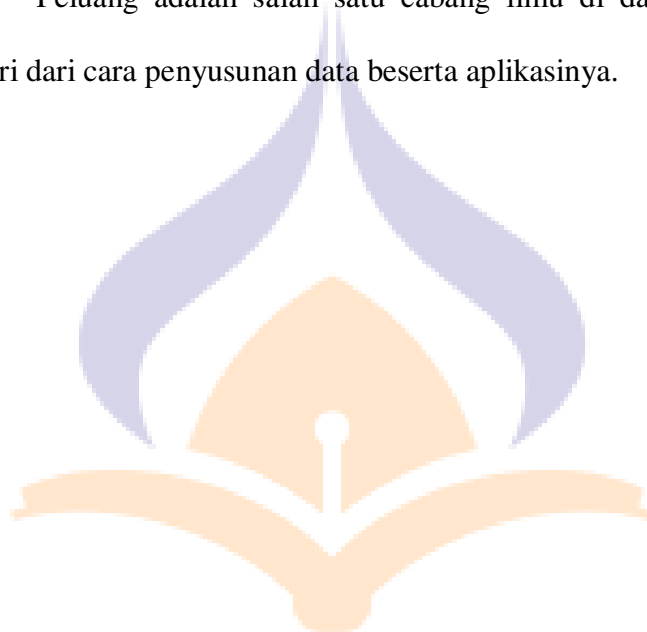 Peluang adalah salah satu cabang ilmu di da
ri dari cara penyusunan data beserta aplikasinya.